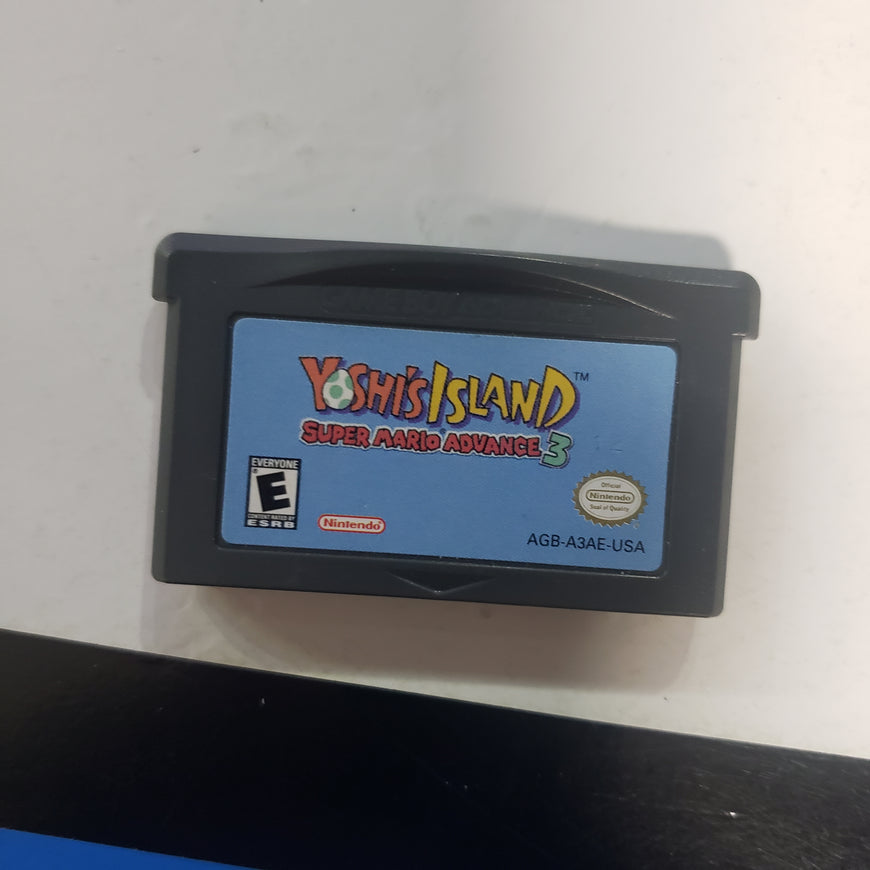 GAME BOY ADVANCE
YOSHI'S ISLAND™
SUPER MARIO® ADVANCE 3
EVERYONE
E
®
CONTENT RATED BY
ESRB
Nintendo®
Official
Nintendo
Seal of Quality
AGB-A3AE-USA